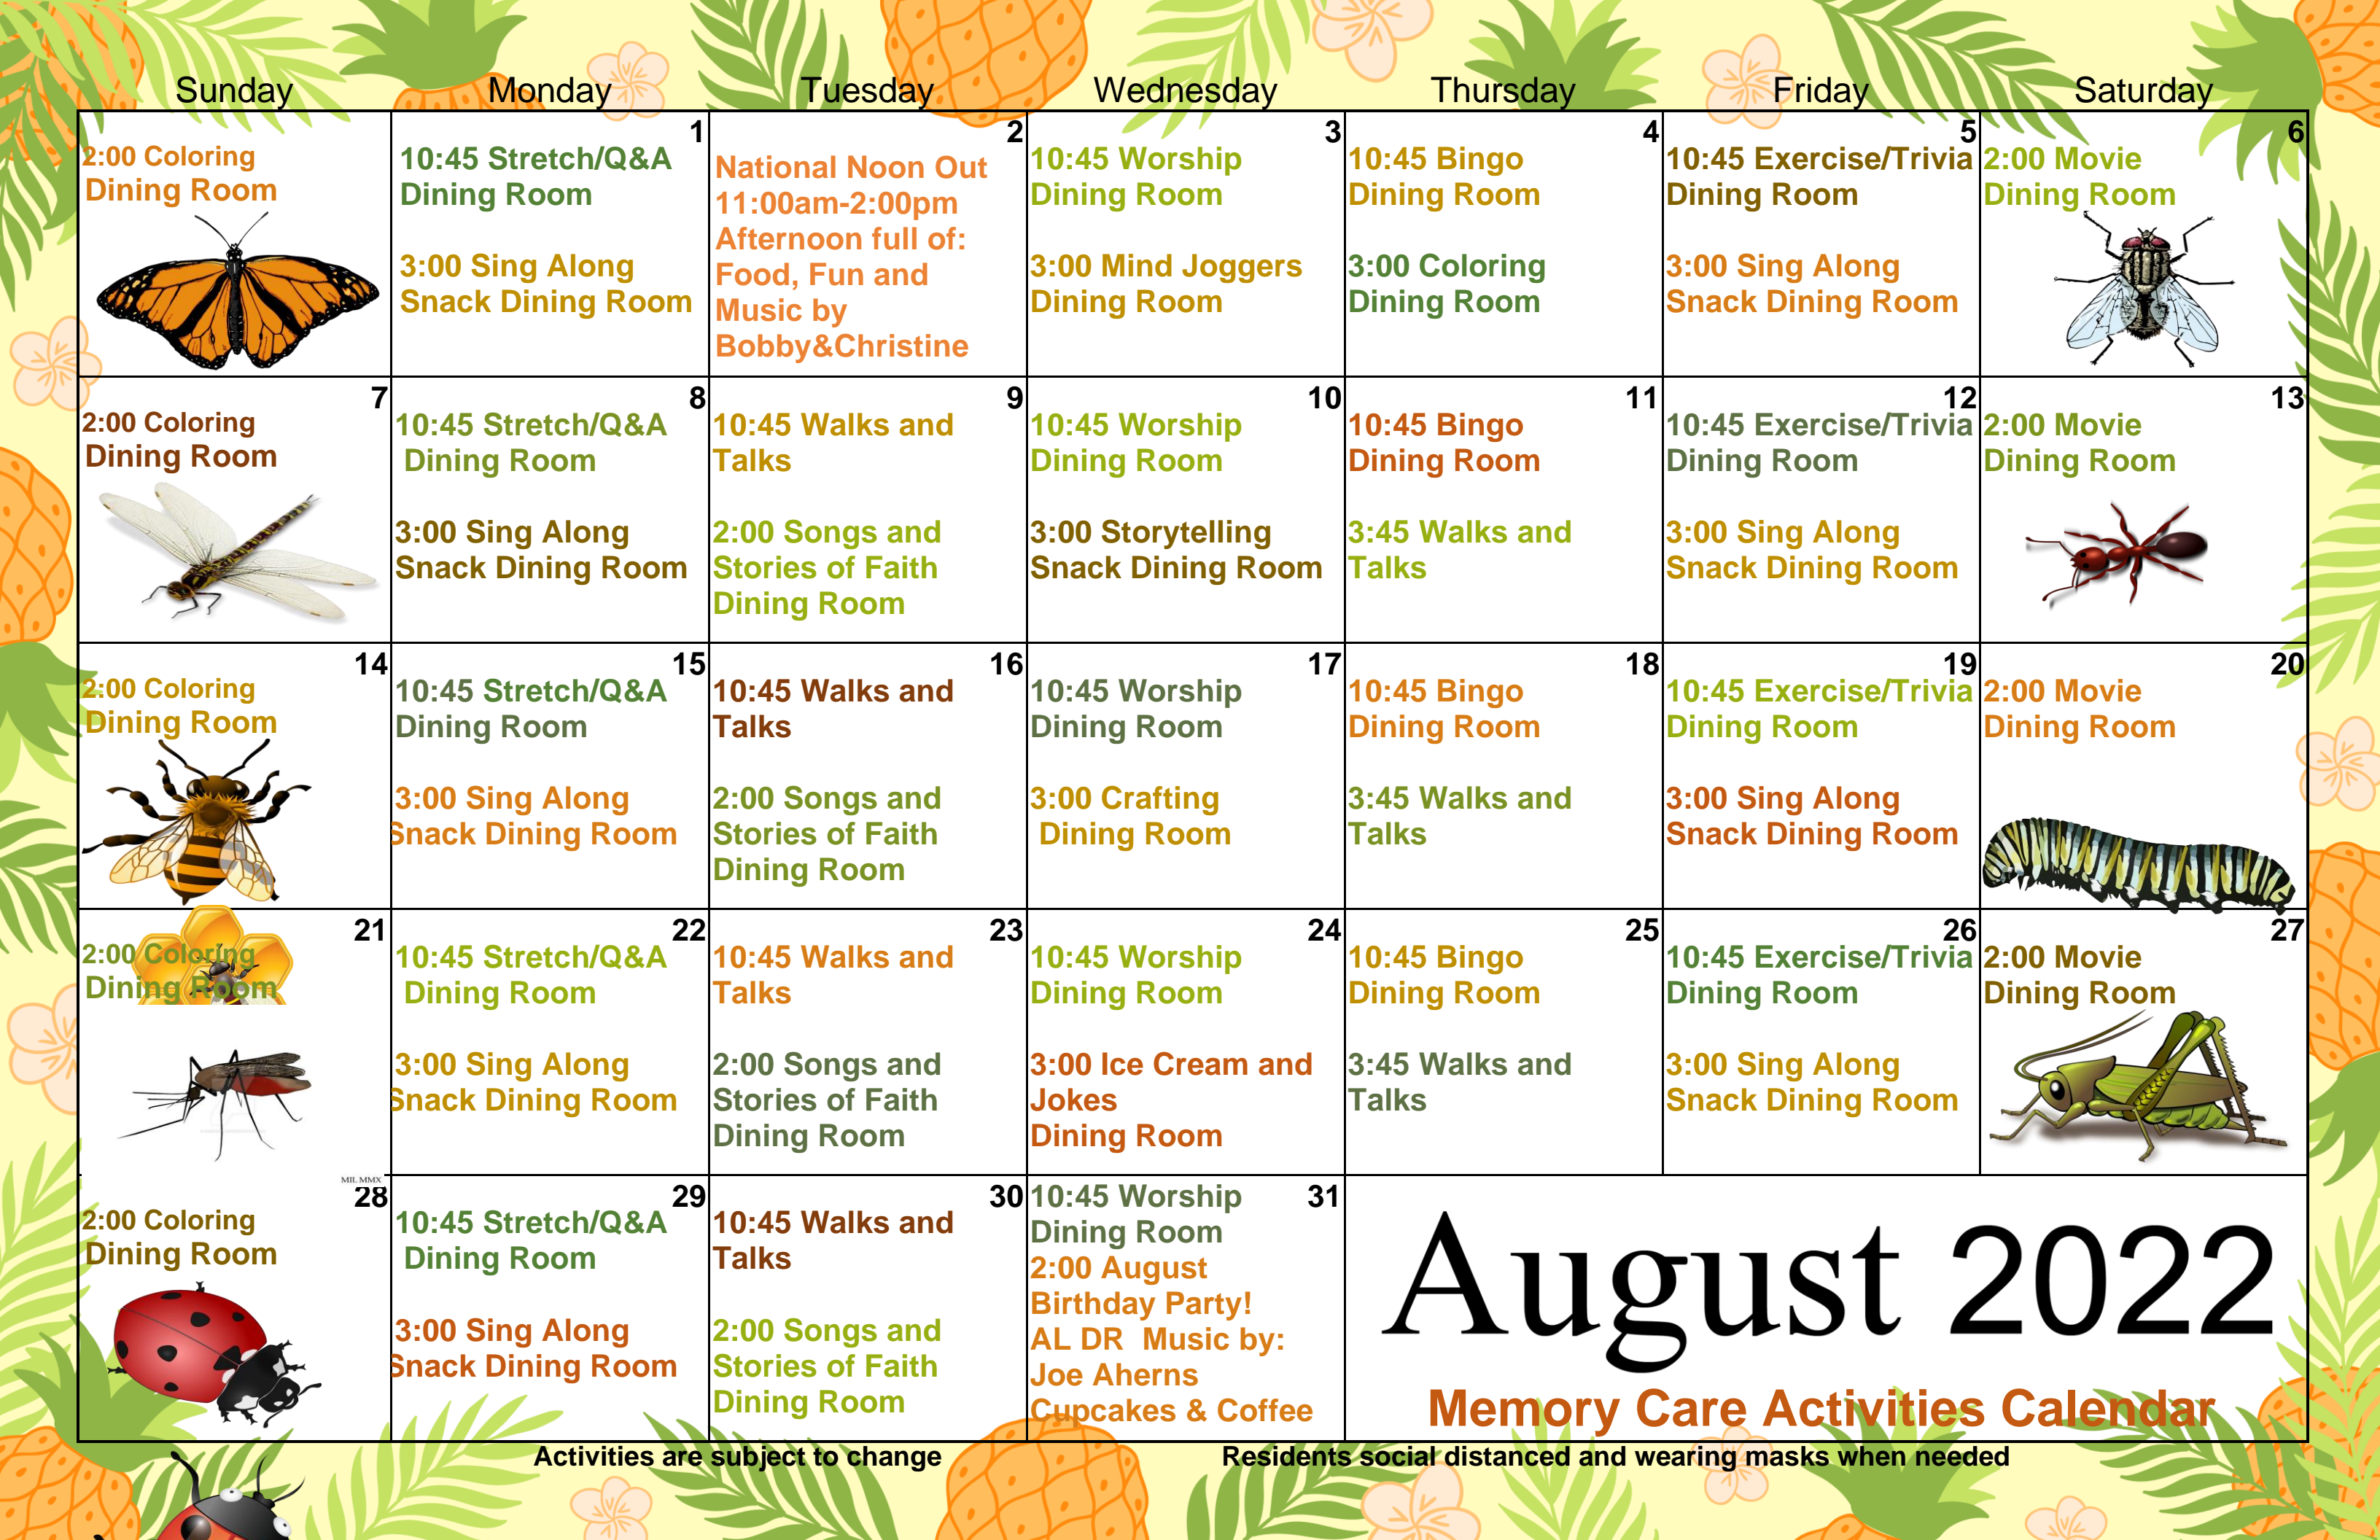 Sunday Monday Tuesday Wednesday Thursday Friday Saturday
2:00 Coloring
Dining Room
1
10:45 Stretch/Q&A
Dining Room
3:00 Sing Along
Snack Dining Room
2
National Noon Out
11:00am-2:00pm
Afternoon full of:
Food, Fun and
Music by
Bobby&Christine
3
10:45 Worship
Dining Room
3:00 Mind Joggers
Dining Room
4
10:45 Bingo
Dining Room
3:00 Coloring
Dining Room
5
10:45 Exercise/Trivia
Dining Room
3:00 Sing Along
Snack Dining Room
6
2:00 Movie
Dining Room
7
2:00 Coloring
Dining Room
8
10:45 Stretch/Q&A
Dining Room
3:00 Sing Along
Snack Dining Room
9
10:45 Walks and
Talks
2:00 Songs and
Stories of Faith
Dining Room
10
10:45 Worship
Dining Room
3:00 Storytelling
Snack Dining Room
11
10:45 Bingo
Dining Room
3:45 Walks and
Talks
12
10:45 Exercise/Trivia
Dining Room
3:00 Sing Along
Snack Dining Room
13
2:00 Movie
Dining Room
14
2:00 Coloring
Dining Room
15
10:45 Stretch/Q&A
Dining Room
3:00 Sing Along
Snack Dining Room
16
10:45 Walks and
Talks
2:00 Songs and
Stories of Faith
Dining Room
17
10:45 Worship
Dining Room
3:00 Crafting
Dining Room
18
10:45 Bingo
Dining Room
3:45 Walks and
Talks
19
10:45 Exercise/Trivia
Dining Room
3:00 Sing Along
Snack Dining Room
20
2:00 Movie
Dining Room
21
2:00 Coloring
Dining Room
MIL MMX
22
10:45 Stretch/Q&A
Dining Room
3:00 Sing Along
Snack Dining Room
23
10:45 Walks and
Talks
2:00 Songs and
Stories of Faith
Dining Room
24
10:45 Worship
Dining Room
3:00 Ice Cream and
Jokes
Dining Room
25
10:45 Bingo
Dining Room
3:45 Walks and
Talks
26
10:45 Exercise/Trivia
Dining Room
3:00 Sing Along
Snack Dining Room
27
2:00 Movie
Dining Room
28
2:00 Coloring
Dining Room
29
10:45 Stretch/Q&A
Dining Room
3:00 Sing Along
Snack Dining Room
30
10:45 Walks and
Talks
2:00 Songs and
Stories of Faith
Dining Room
31
10:45 Worship
Dining Room
2:00 August
Birthday Party!
AL DR Music by:
Joe Aherns
Cupcakes & Coffee
August 2022
Memory Care Activities Calendar
Activities are subject to change
Residents social distanced and wearing masks when needed